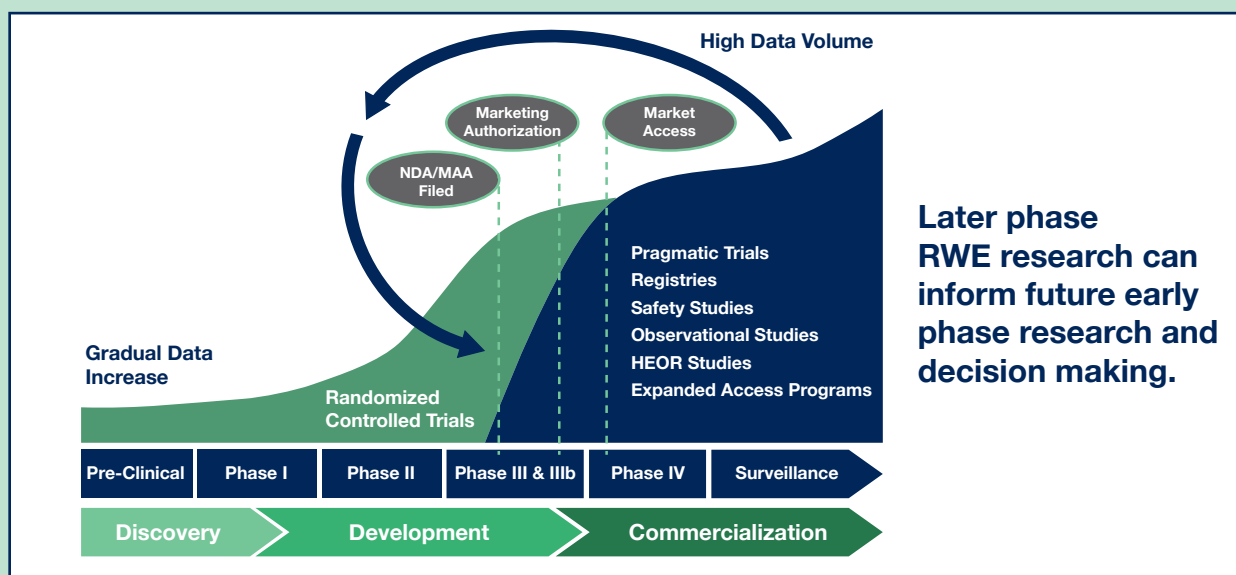 High Data Volume
Marketing
Authorization
Market
Access
NDA/MAA
Filed
Gradual Data
Increase
Randomized
Controlled Trials
Pragmatic Trials
Registries
Safety Studies
Observational Studies
HEOR Studies
Expanded Access Programs
Later phase
RWE research can
inform future early
phase research and
decision making.
Pre-Clinical
Phase I
Phase II
Phase III & IIIb
Phase IV
Surveillance
Discovery
Development
Commercialization